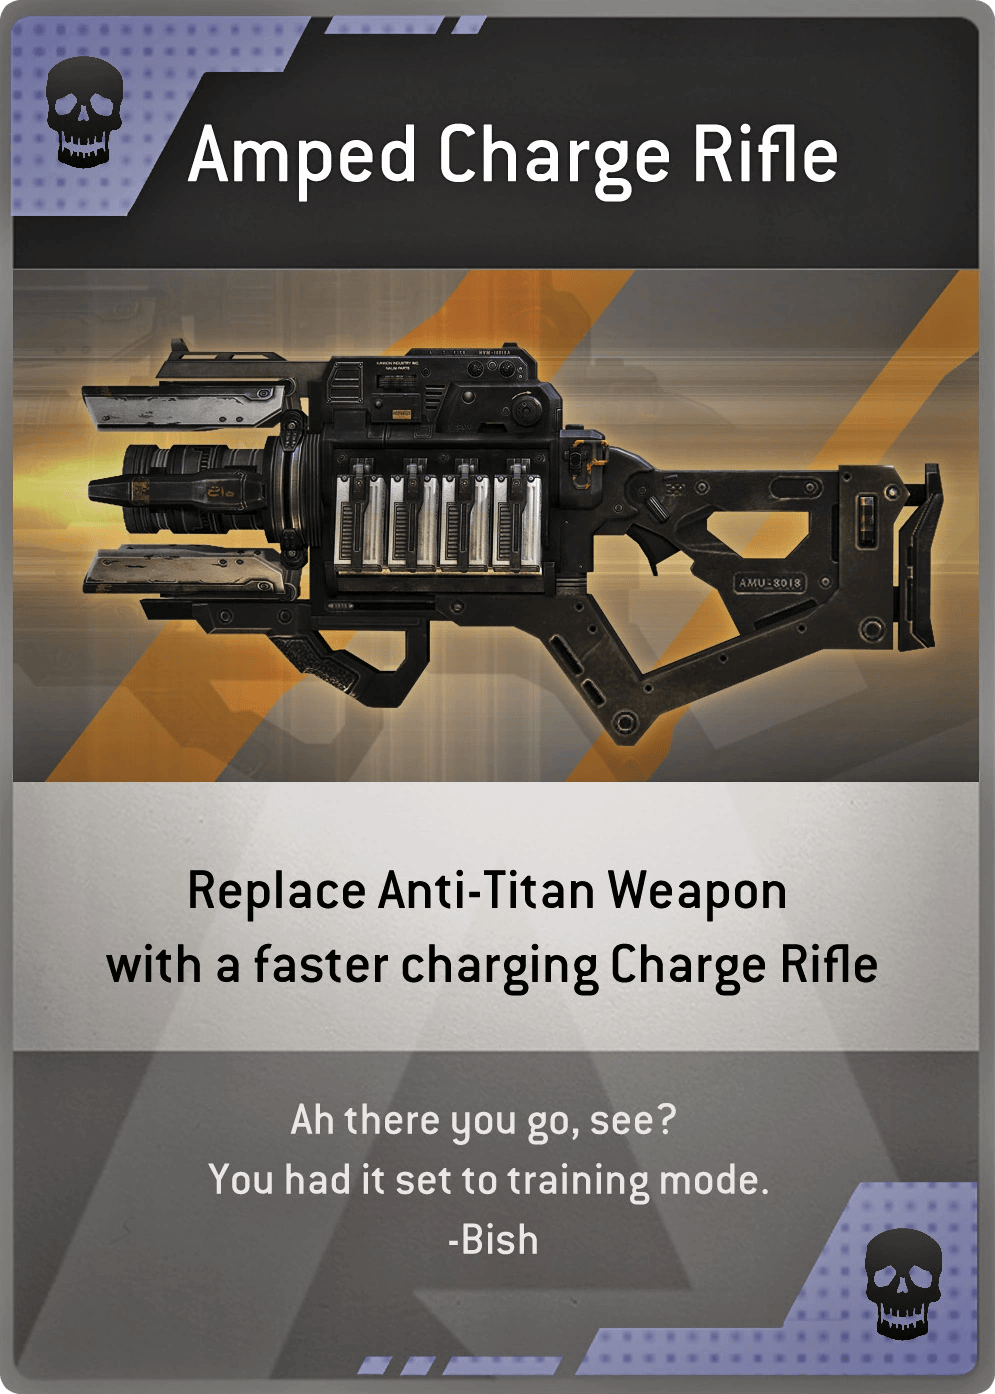 Amped Charge Rifle
AMU-8018
Replace Anti-Titan Weapon
with a faster charging Charge Rifle
Ah there you go, see?
You had it set to training mode.
-Bish